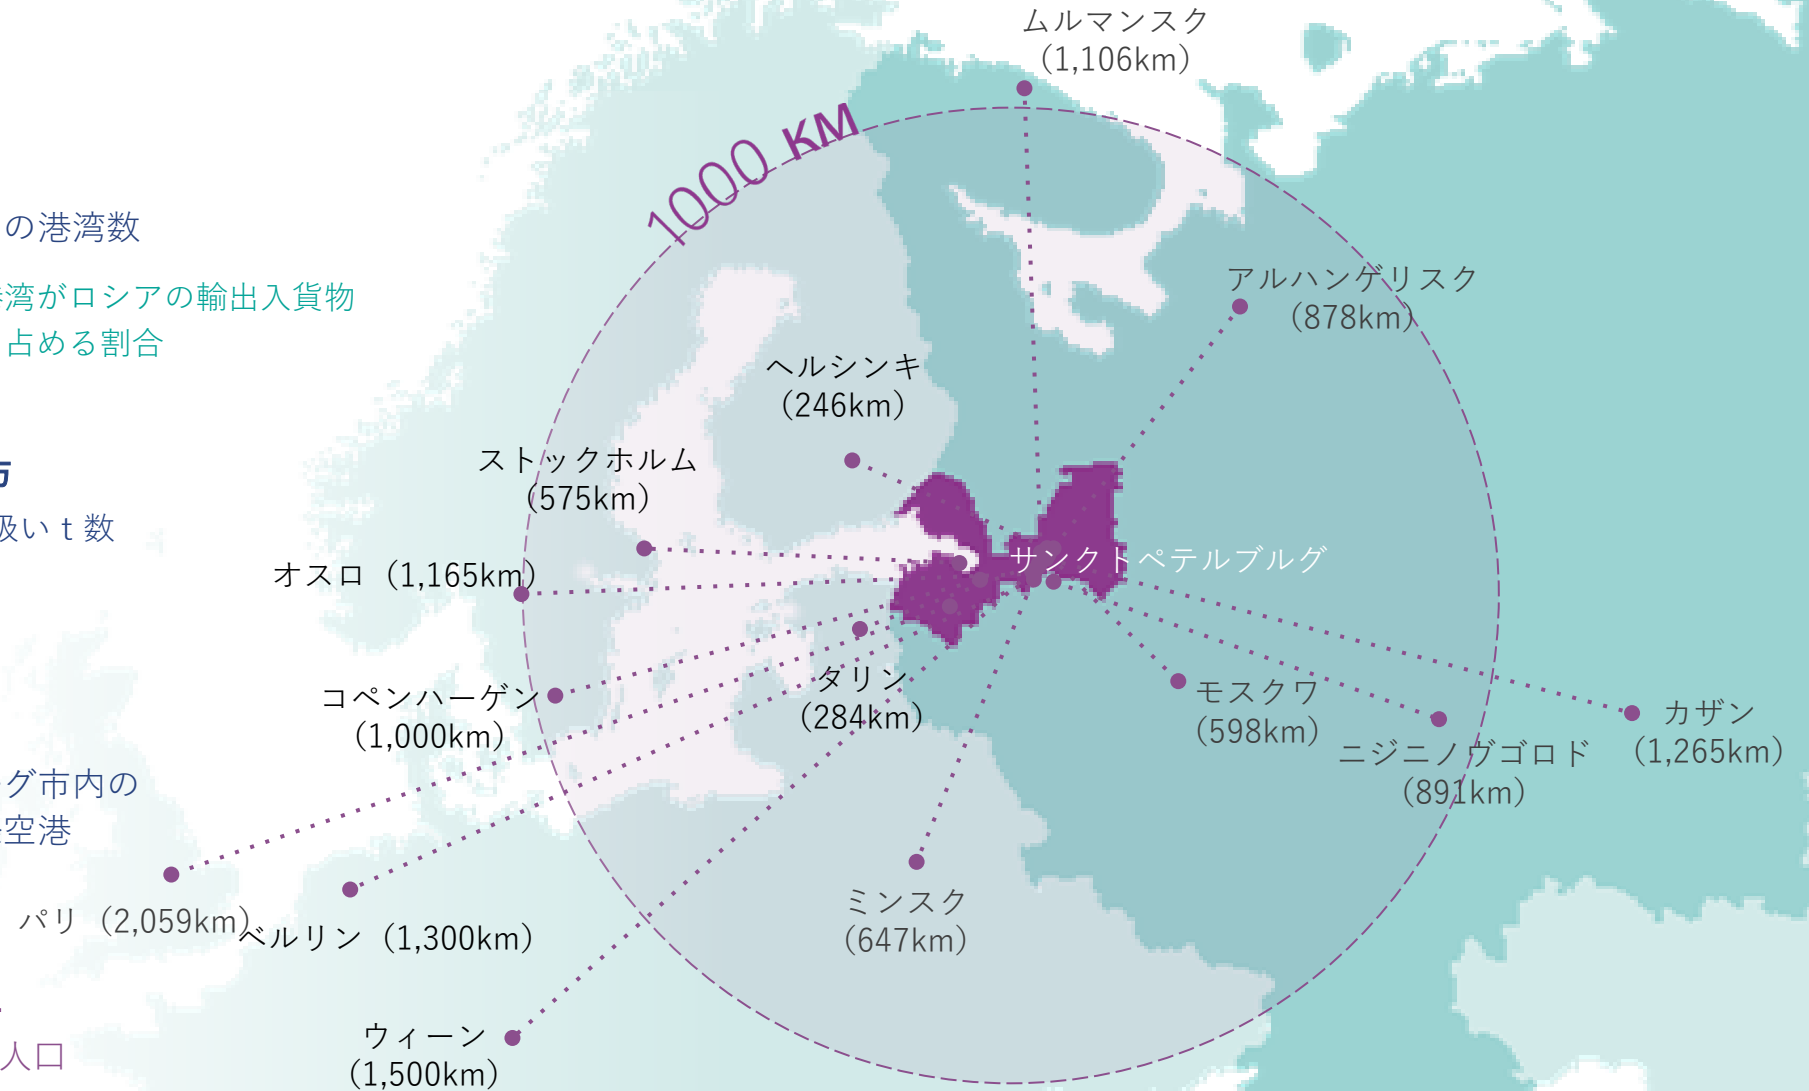 ムルマンスク
(1,106km)
1000 км
の港湾数
湾がロシアの輸出入貨物
占める割合
アルハンゲリスク
(878km)
ヘルシンキ
(246km)
ストックホルム
(575km)
扱いｔ数
サンクトペテルブルグ
オスロ (1,165km)
タリン
(284km)
コペンハーゲン
(1,000km)
モスクワ
(598km)
カザン
(1,265km)
ニジニノヴゴロド
(891km)
グ市内の
空港
パリ (2,059km)
ベルリン (1,300km)
ミンスク
(647km)
ウィーン
(1,500km)
人口